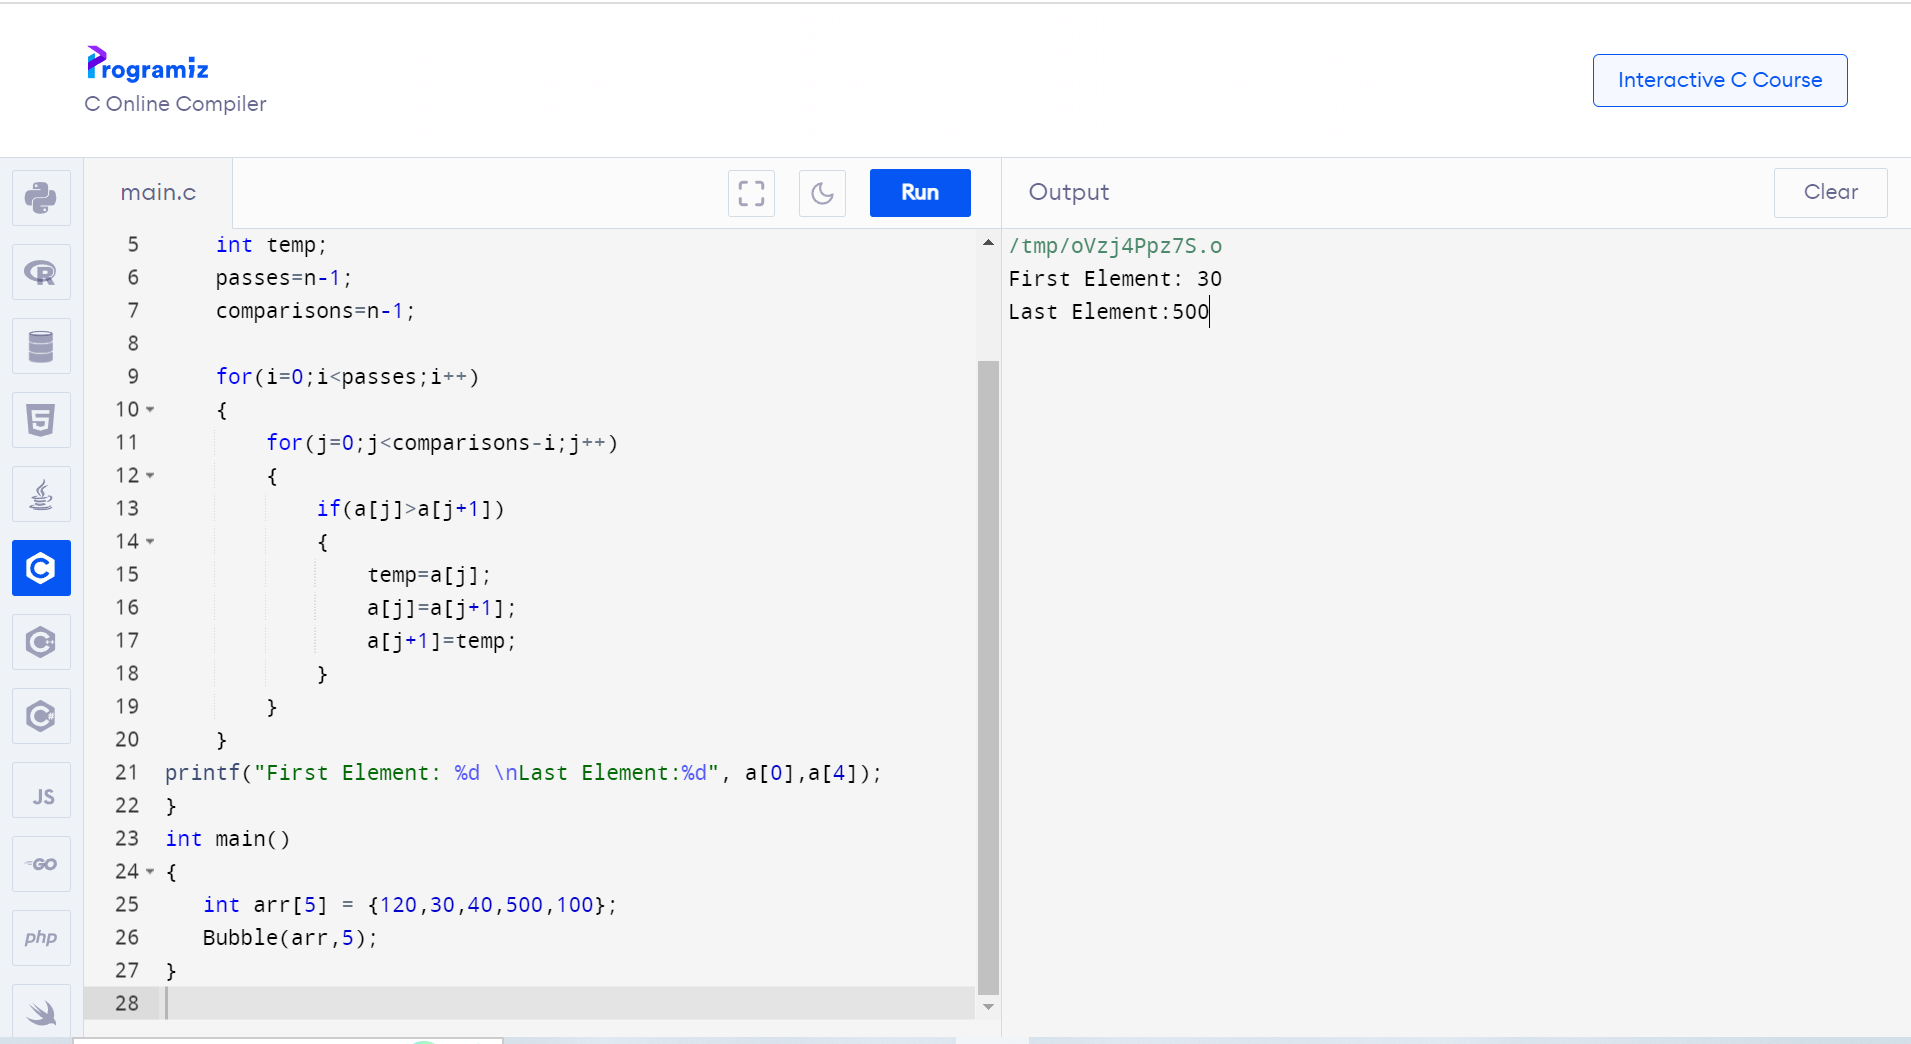 Programiz
C Online Compiler
Interactive C Course
main.c
Run
Output
Clear
5 int temp;
6 passes=n-1;
7 comparisons=n-1;
8
9 for(i=0;i<passes;i++)
10 {
11 for(j=0;j<comparisons-i;j++)
12 {
13 if(a[j]>a[j+1])
14 {
15 temp=a[j];
16 a[j]=a[j+1];
17 a[j+1]=temp;
18 }
19 }
20 }
21 printf("First Element: %d \nLast Element:%d", a[0],a[4]);
22 }
23 int main()
24 {
25 int arr[5] = {120,30,40,500,100};
26 Bubble(arr,5);
27 }
28
/tmp/oVzj4Ppz7S.o
First Element: 30
Last Element:500
R
5
C
C++
C#
JS
GO
php